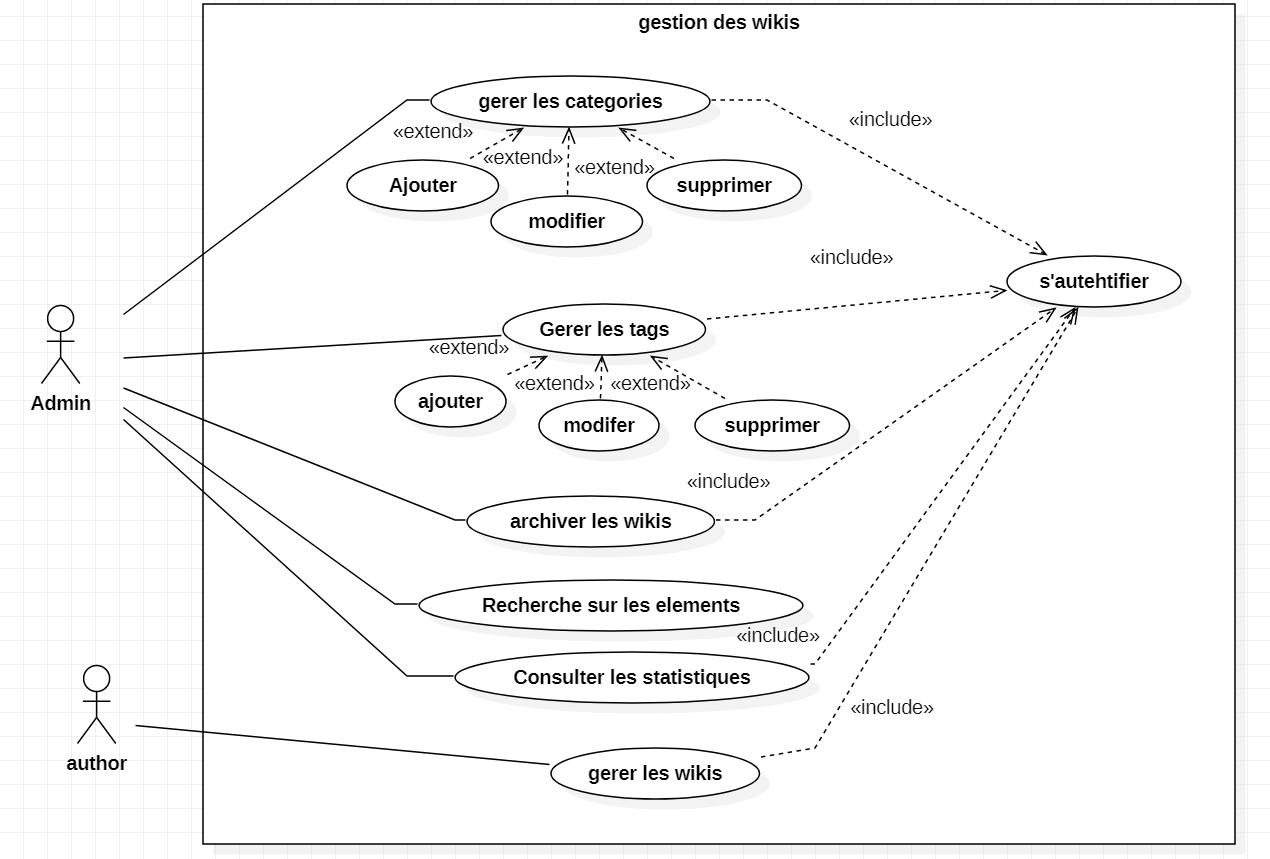 gestion des wikis
gerer les categories
«include»
«extend»
«extend»
«extend»
Ajouter
supprimer
modifier
«include»
s'autehtifier
Gerer les tags
«extend»
«extend»
«extend»
Admin
ajouter
modifer
supprimer
«include»
archiver les wikis
Recherche sur les elements
«include»
Consulter les statistiques
«include»
author
gerer les wikis